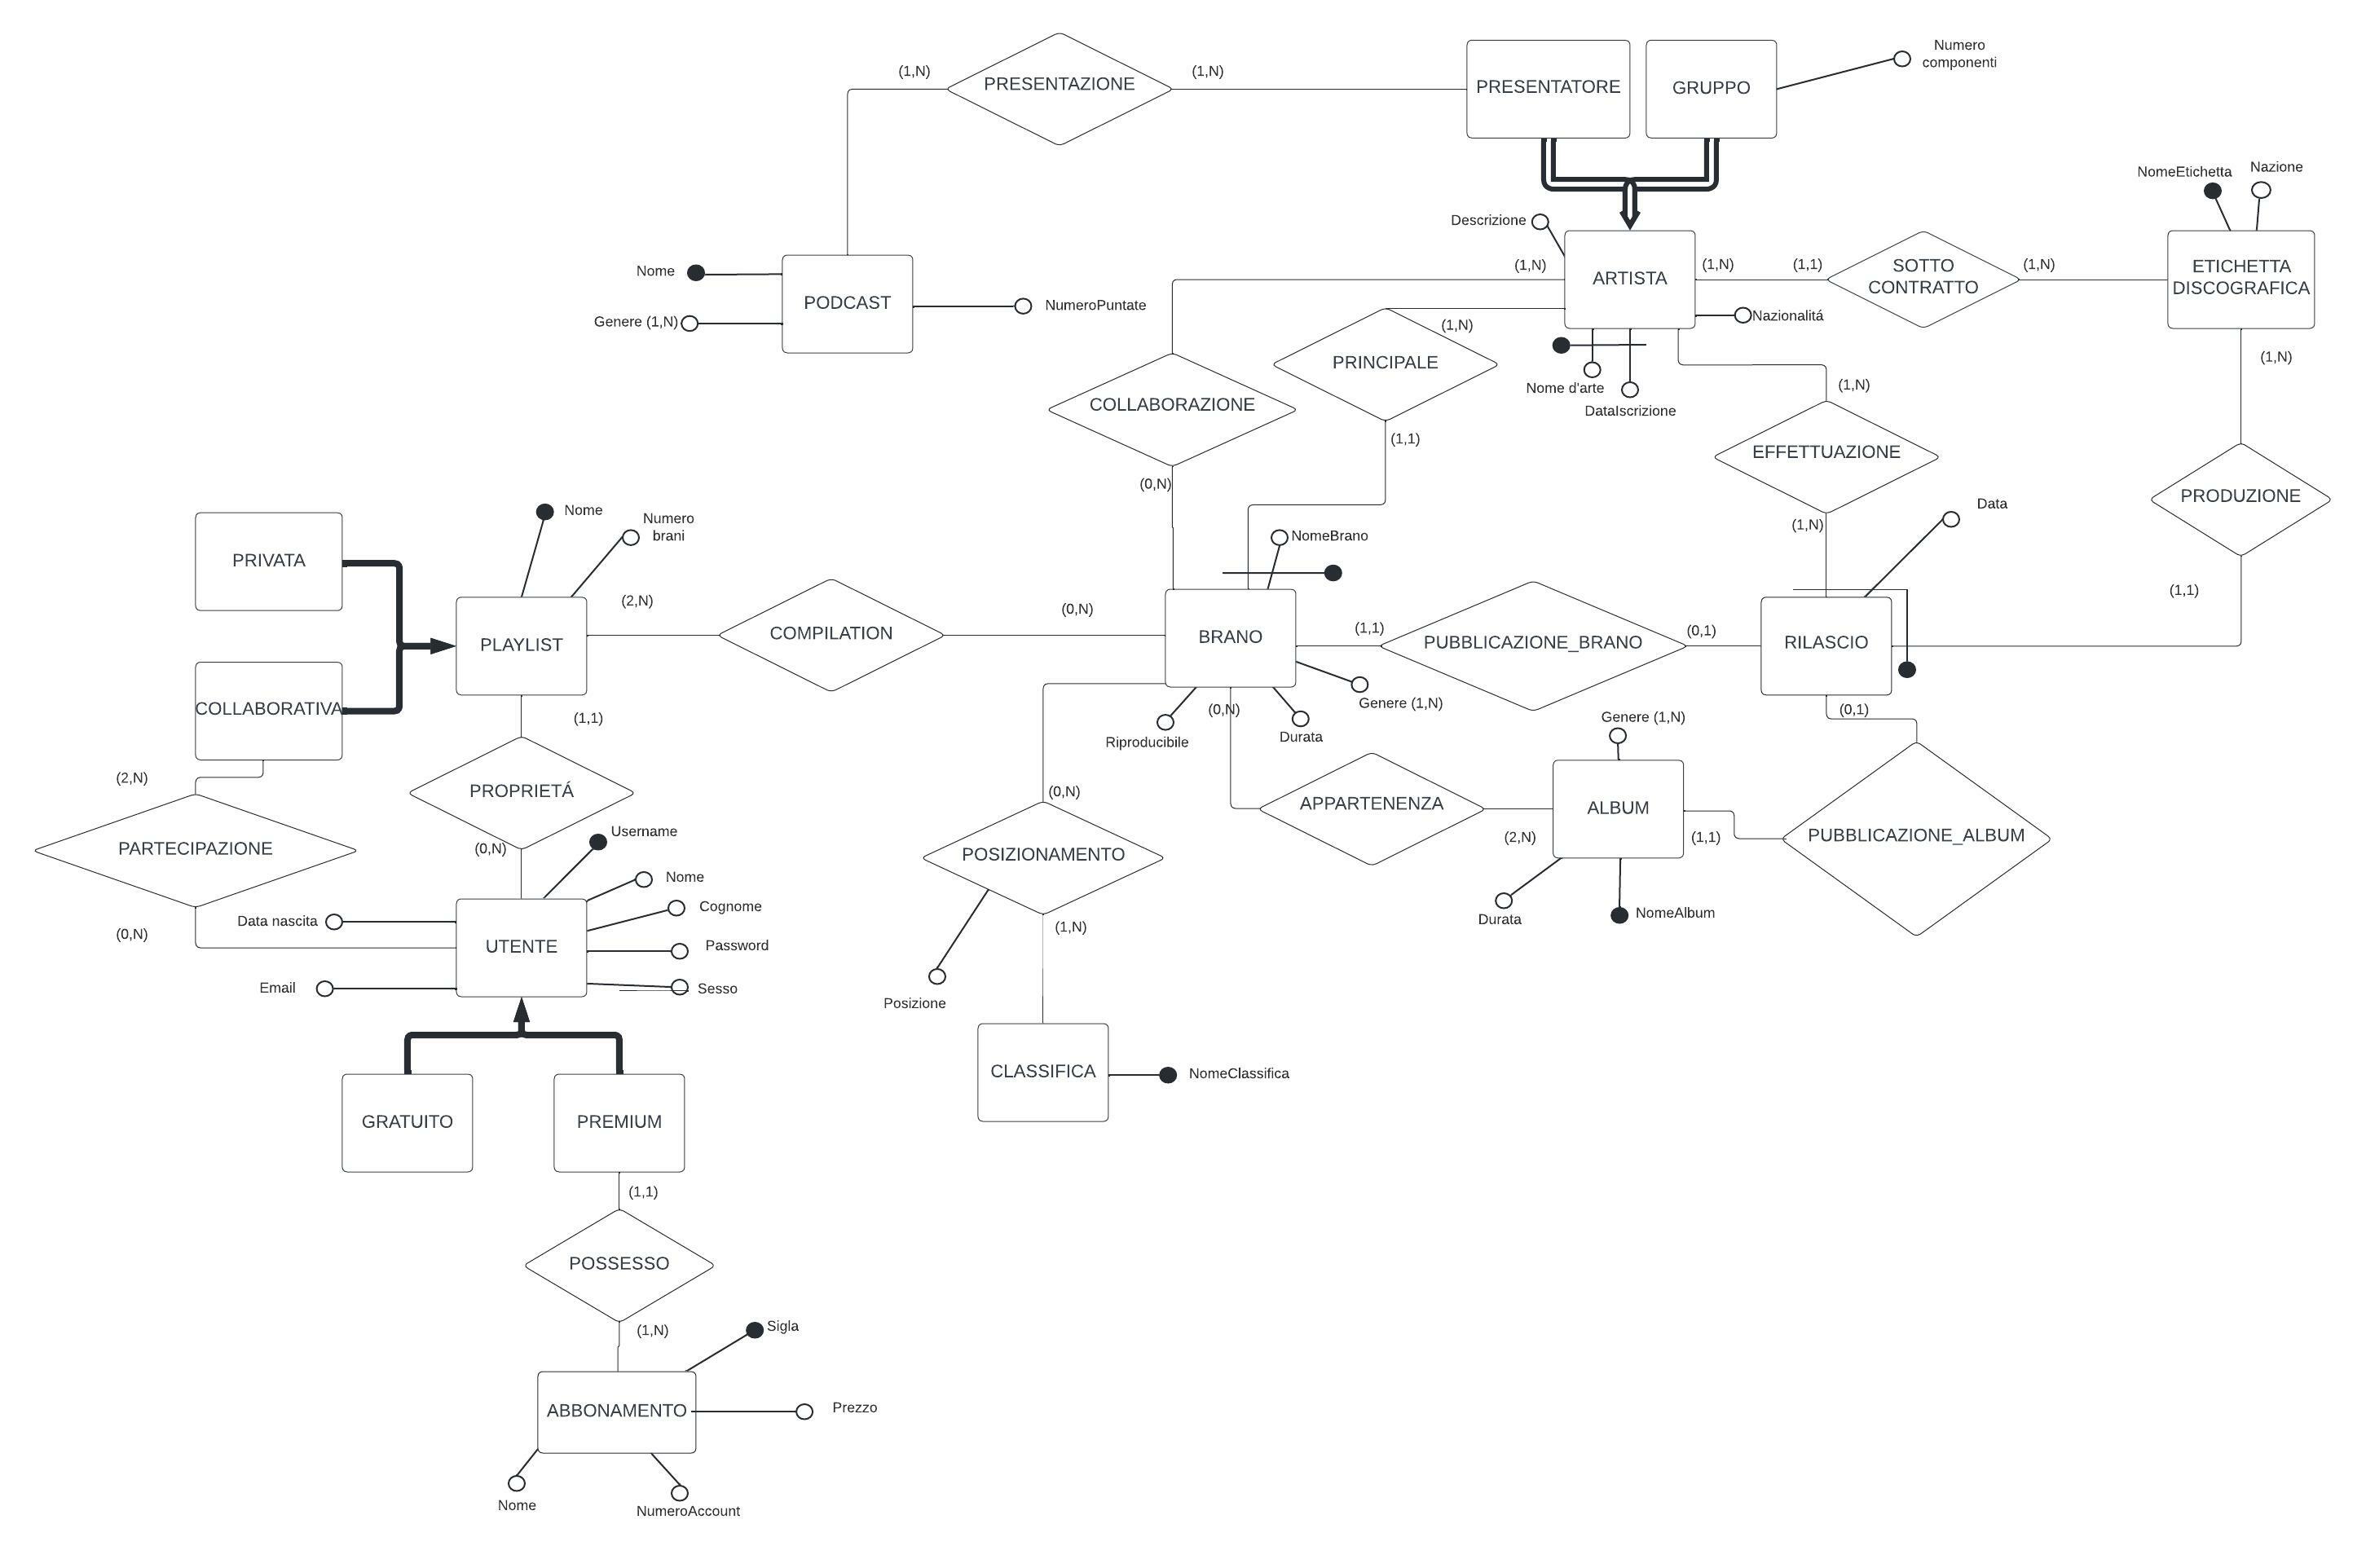 (1,N)
PRESENTAZIONE
(1,N)
PRESENTATORE
GRUPPO
Numero
componenti
NomeEtichetta
Nazione
Descrizione
Nome
PODCAST
NumeroPuntate
Genere (1,N)
(1,N)
ARTISTA
(1,N)
(1,1)
SOTTO
CONTRATTO
(1,N)
ETICHETTA
DISCOGRAFICA
Nazionalitá
(1,N)
PRINCIPALE
Nome d'arte
DataIscrizione
(1,N)
(1,N)
COLLABORAZIONE
(1,1)
EFFETTUAZIONE
(0,N)
PRODUZIONE
Nome
Numero
brani
Data
(1,N)
NomeBrano
PRIVATA
(1,1)
(2,N)
COMPILATION
(0,N)
PLAYLIST
BRANO
(1,1)
PUBBLICAZIONE_BRANO
(0,1)
RILASCIO
COLLABORATIVA
(1,1)
(0,N)
Genere (1,N)
Riproducibile
Durata
Genere (1,N)
(0,1)
(2,N)
PROPRIETÁ
(0,N)
APPARTENENZA
ALBUM
PARTECIPAZIONE
(0,N)
Username
POSIZIONAMENTO
(2,N)
(1,1)
PUBBLICAZIONE_ALBUM
Nome
Cognome
Data nascita
(0,N)
UTENTE
Password
(1,N)
Durata
NomeAlbum
Email
Sesso
Posizione
CLASSIFICA
NomeClassifica
GRATUITO
PREMIUM
(1,1)
POSSESSO
(1,N)
Sigla
ABBONAMENTO
Prezzo
Nome
NumeroAccount